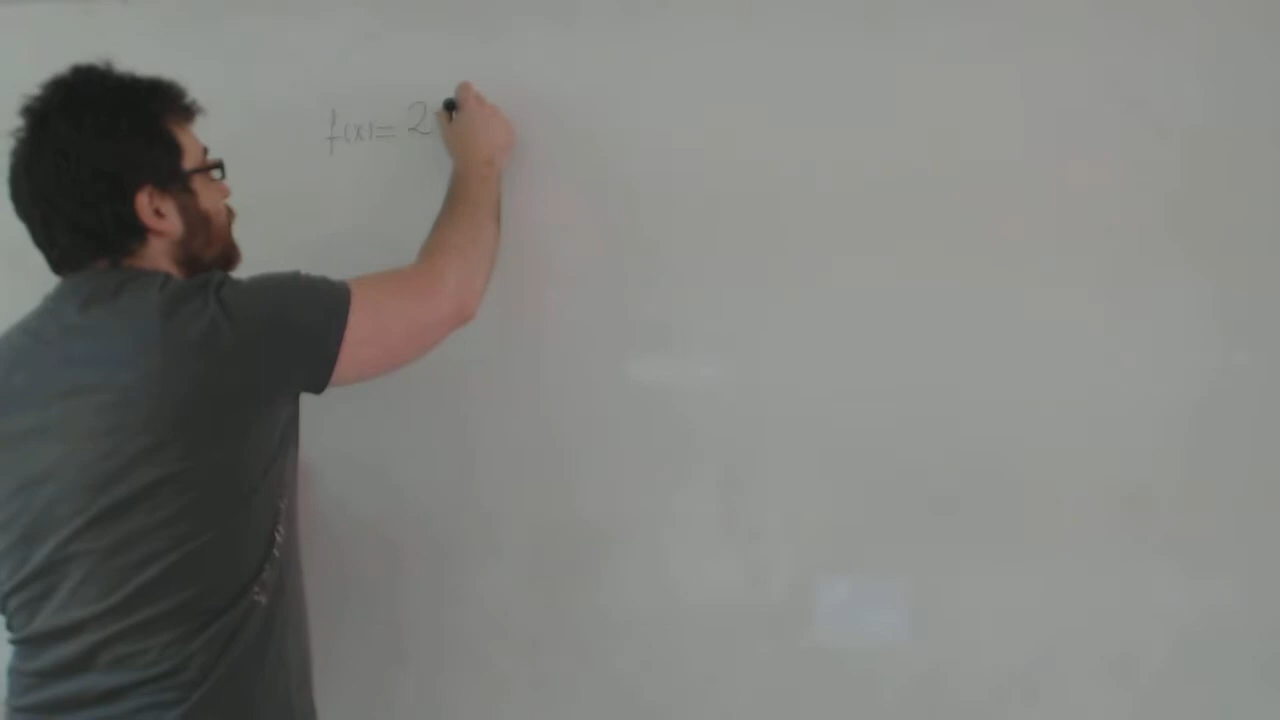 f(x) = 2